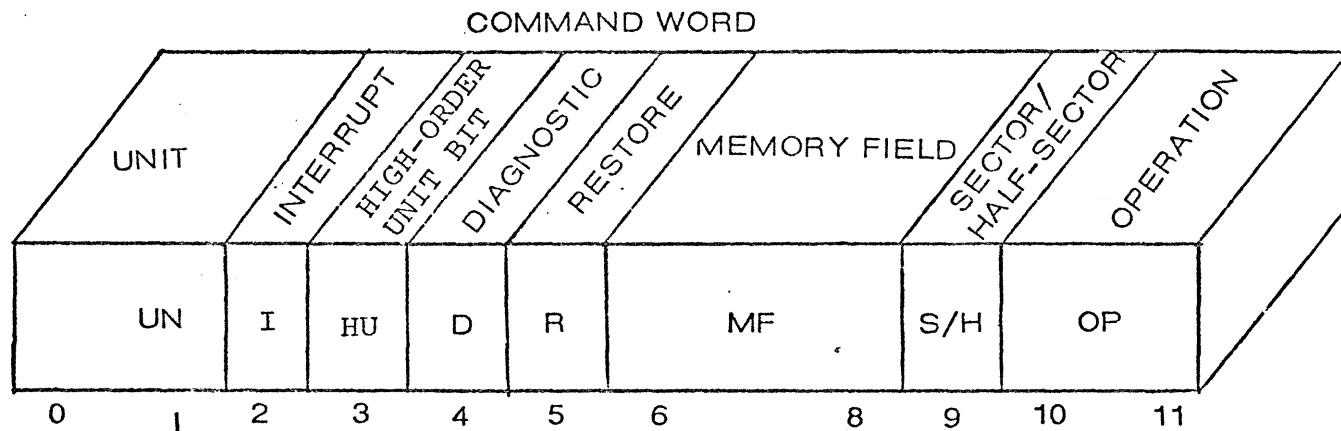 COMMAND WORD
UNIT
INTERRUPT
HIGH-ORDER
UNIT BIT
DIAGNOSTIC
RESTORE
MEMORY FIELD
SECTOR/
HALF-SECTOR
OPERATION
UN I HU D R MF S/H OP
0 1 2 3 4 5 6 8 9 10 11